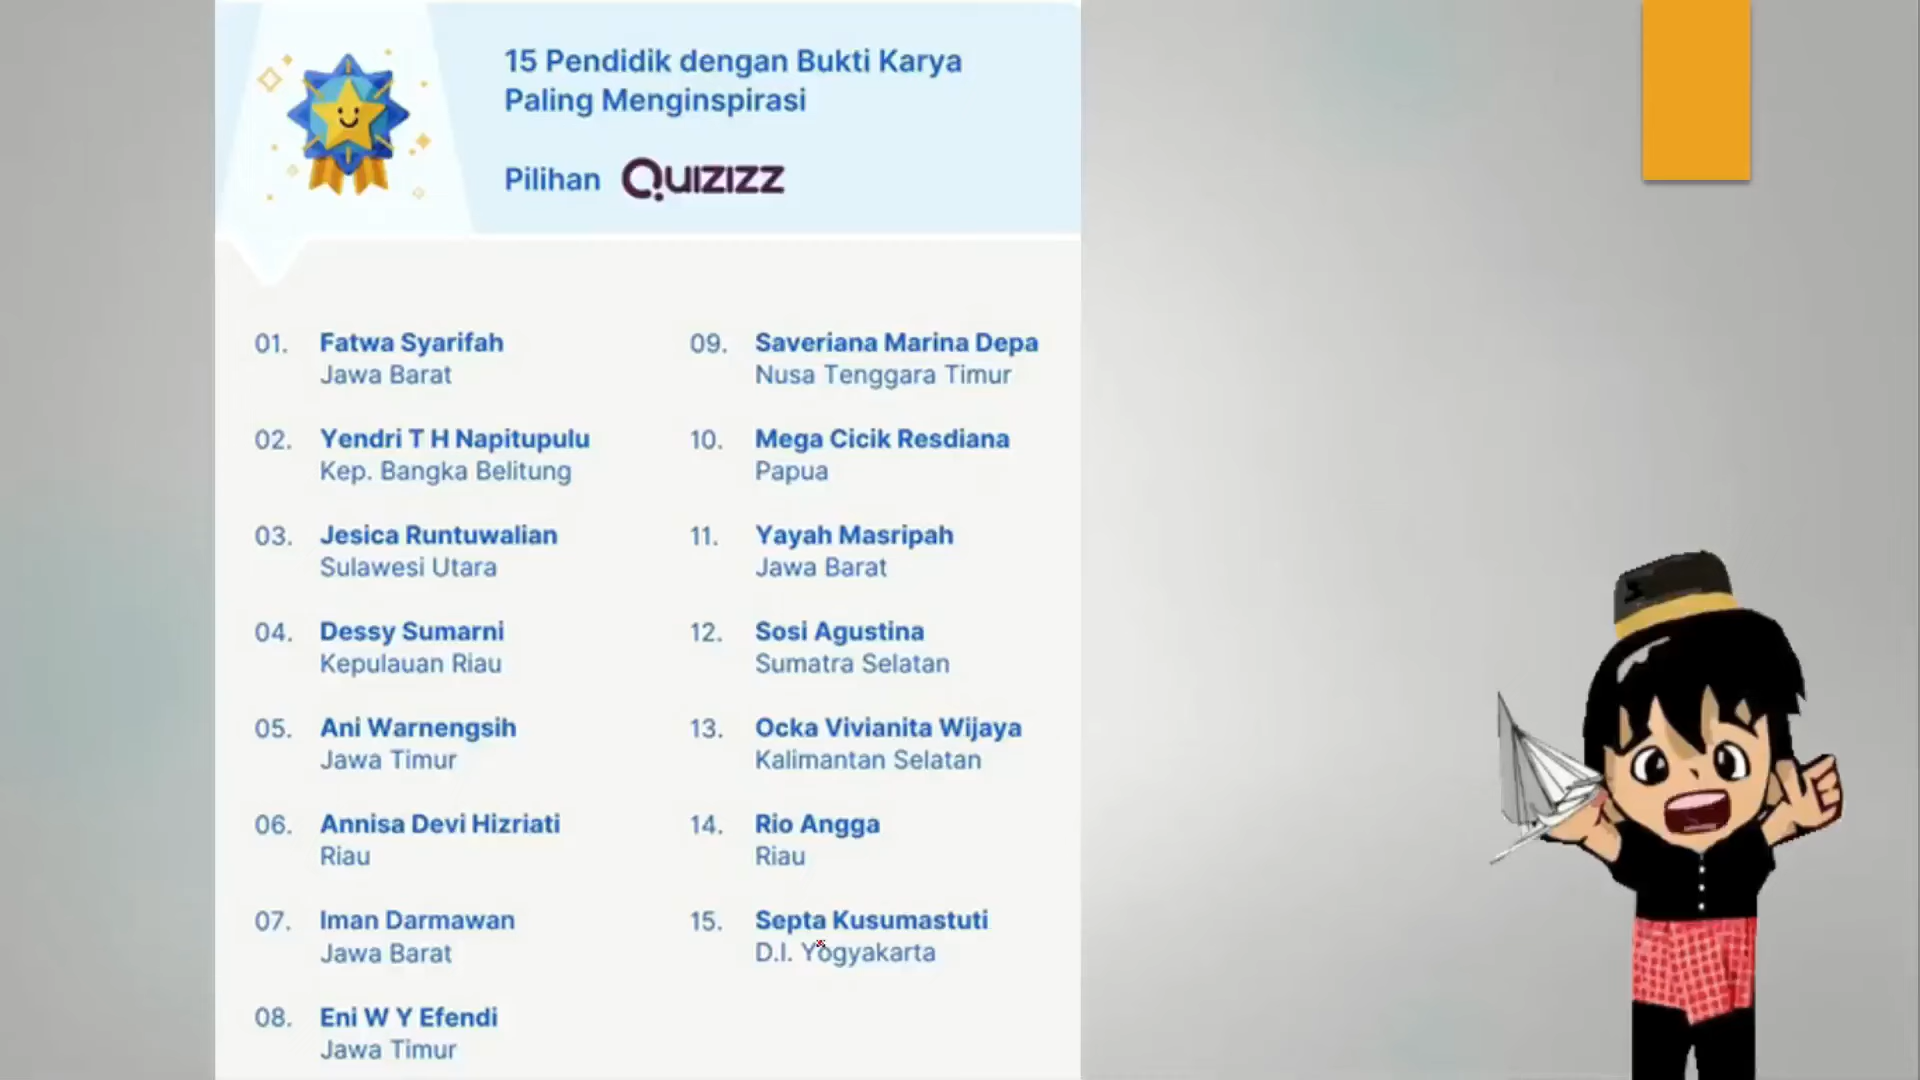 15 Pendidik dengan Bukti Karya
Paling Menginspirasi
Pilihan Quizizz
01. Fatwa Syarifah
Jawa Barat
02. Yendri T H Napitupulu
Kep. Bangka Belitung
03. Jesica Runtuwalian
Sulawesi Utara
04. Dessy Sumarni
Kepulauan Riau
05. Ani Warnengsih
Jawa Timur
06. Annisa Devi Hizriati
Riau
07. Iman Darmawan
Jawa Barat
08. Eni W Y Efendi
Jawa Timur
09. Saveriana Marina Depa
Nusa Tenggara Timur
10. Mega Cicik Resdiana
Papua
11. Yayah Masripah
Jawa Barat
12. Sosi Agustina
Sumatra Selatan
13. Ocka Vivianita Wijaya
Kalimantan Selatan
14. Rio Angga
Riau
15. Septa Kusumastuti
D.I. Yogyakarta